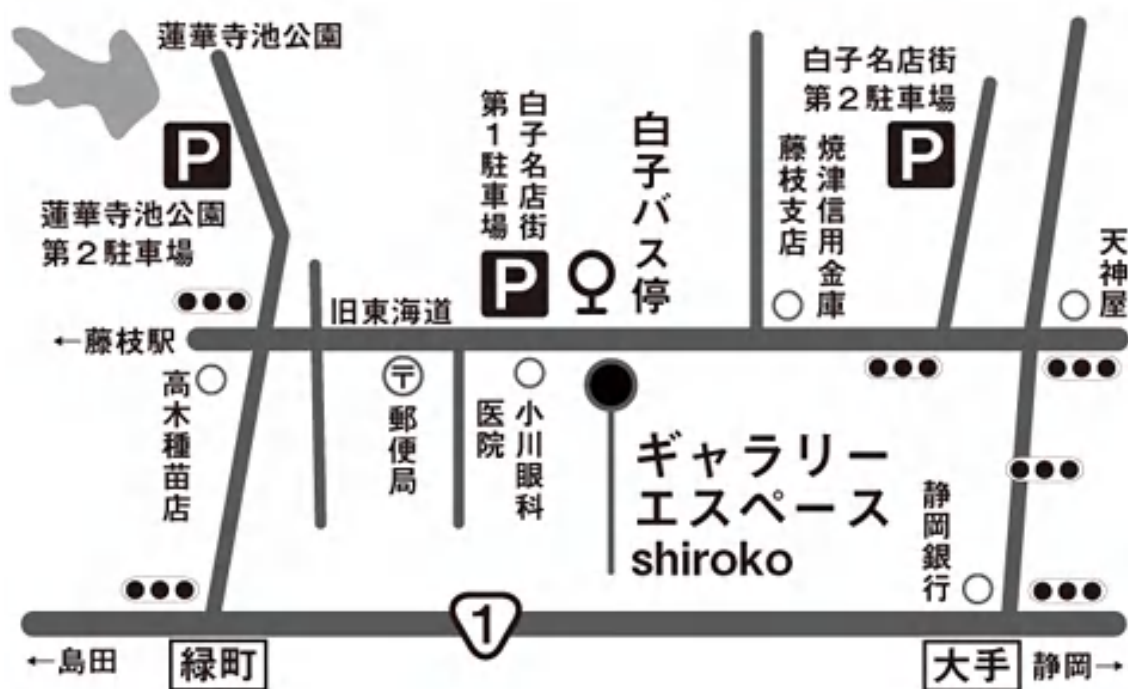 蓮華寺池公園
P
蓮華寺池公園
第2駐車場
白子名店街
第1駐車場
P
白子バス停
白子名店街
第2駐車場
P
焼津信用金庫
藤枝支店
天神屋
旧東海道
←藤枝駅
高木種苗店
〒
郵便局
小川眼科
医院
ギャラリー
エスペース
shiroko
静岡銀行
1
←島田
緑町
大手
静岡→